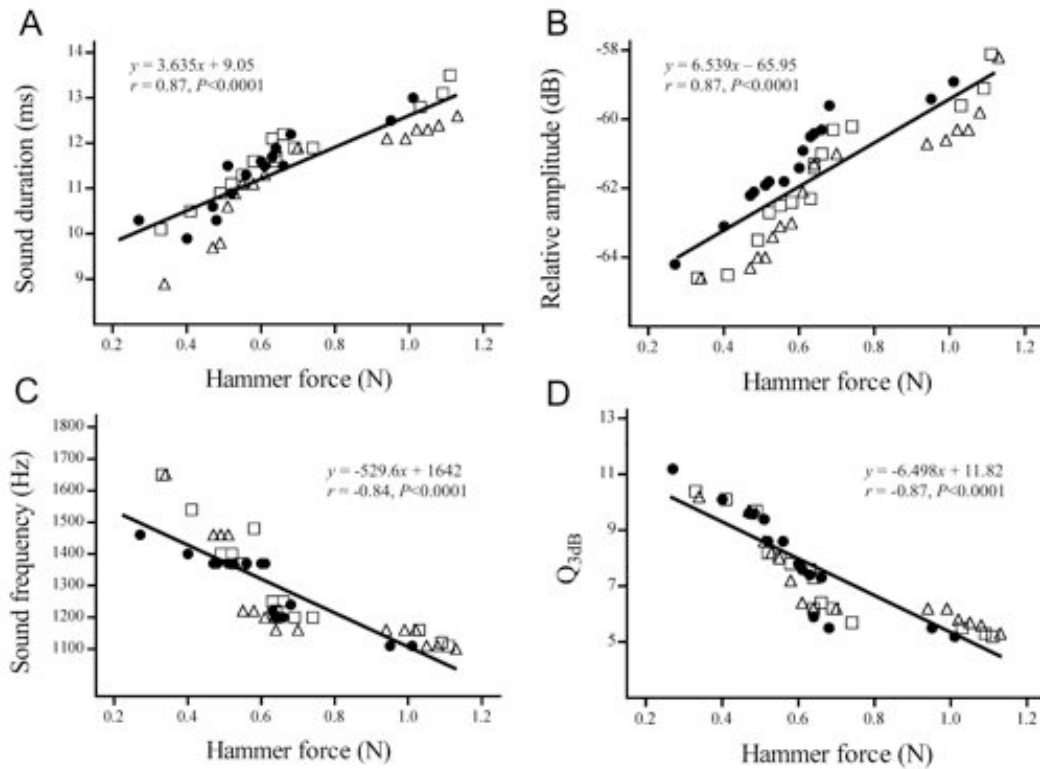 A
B
y = 3.635x + 9.05
r = 0.87, P<0.0001
y = 6.539x – 65.95
r = 0.87, P<0.0001
Sound duration (ms)
14
13
12
11
10
9
0.2 0.4 0.6 0.8 1.0 1.2
Hammer force (N)
Relative amplitude (dB)
-58
-60
-62
-64
0.2 0.4 0.6 0.8 1.0 1.2
Hammer force (N)
C
D
y = -529.6x + 1642
r = -0.84, P<0.0001
y = -6.498x + 11.82
r = -0.87, P<0.0001
Sound frequency (Hz)
1800
1700
1600
1500
1400
1300
1200
1100
0.2 0.4 0.6 0.8 1.0 1.2
Hammer force (N)
Q3dB
13
11
9
7
5
0.2 0.4 0.6 0.8 1.0 1.2
Hammer force (N)